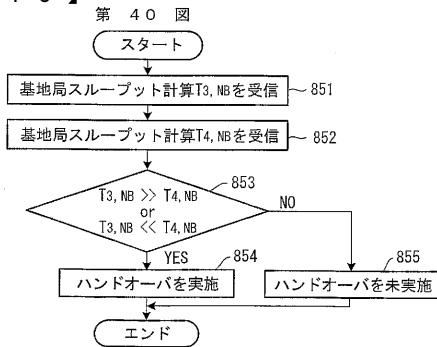 第 40 図
スタート
基地局スループット計算T3,NBを受信
851
基地局スループット計算T4,NBを受信
852
853
T3,NB >> T4,NB
or
T3,NB << T4,NB
NO
YES
854
855
ハンドオーバを実施
ハンドオーバを未実施
エンド